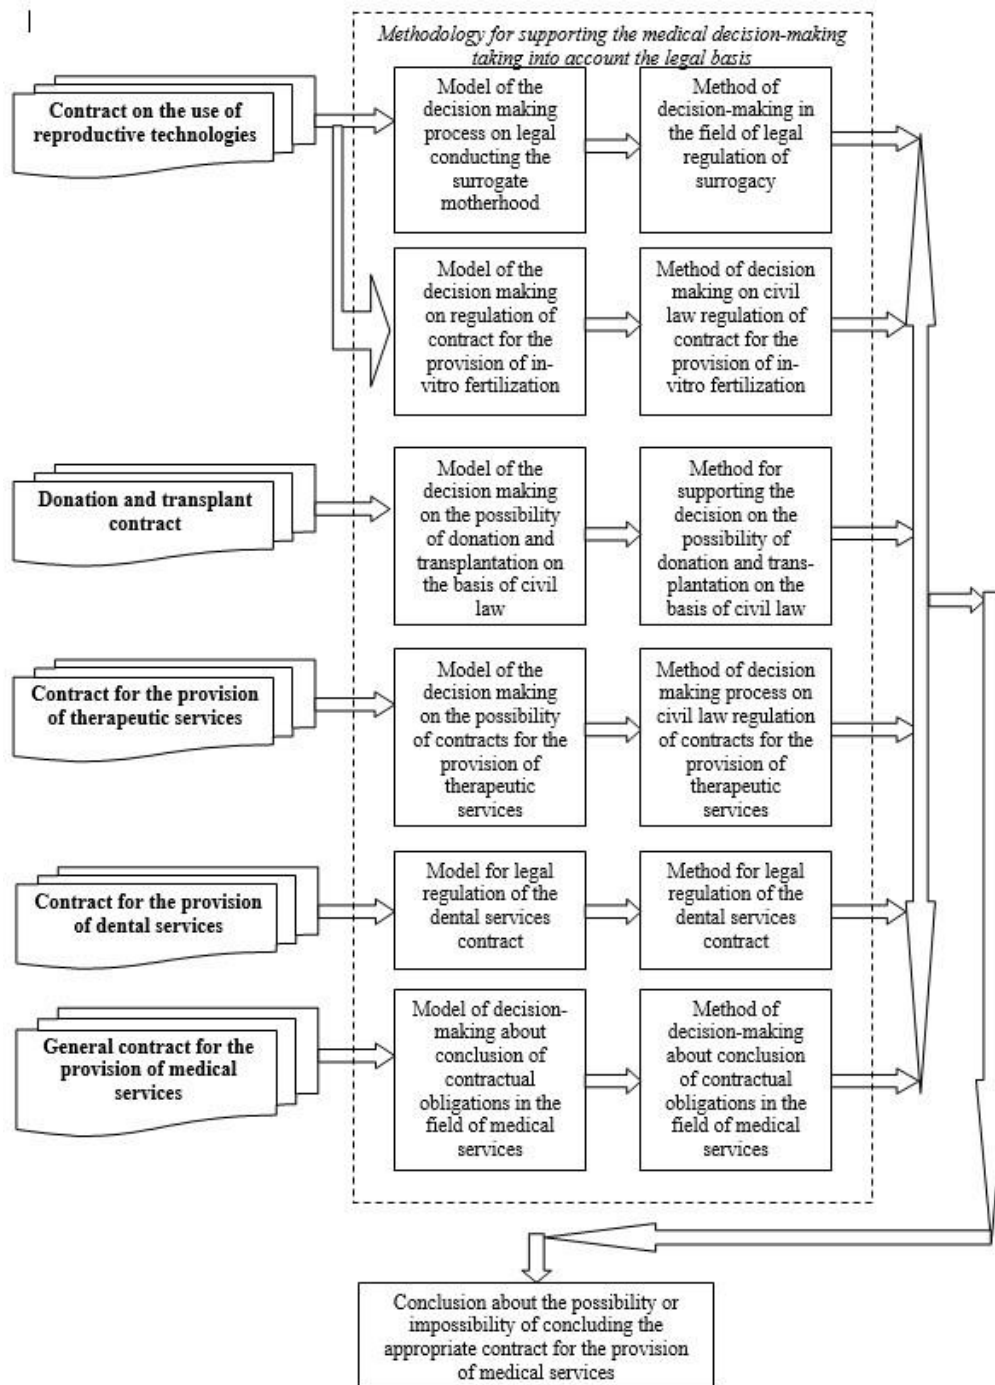 Methodology for supporting the medical decision-making
taking into account the legal basis
Contract on the use of
reproductive technologies
Model of the
decision making
process on legal
conducting the
surrogate
motherhood
Method of
decision-making in
the field of legal
regulation of
surrogacy
Model of the
decision making
on regulation of
contract for the
provision of in-
vitro fertilization
Method of decision
making on civil
law regulation of
contract for the
provision of in-
vitro fertilization
Donation and transplant
contract
Model of the
decision making
on the possibility
of donation and
transplantation on
the basis of civil
law
Method for
supporting the
decision on the
possibility of
donation and trans-
plantation on the
basis of civil law
Contract for the provision
of therapeutic services
Model of the
decision making
on the possibility
of contracts for the
provision of
therapeutic
services
Method of decision
making process on
civil law regulation
of contracts for the
provision of
therapeutic
services
Contract for the provision
of dental services
Model for legal
regulation of the
dental services
contract
Method for legal
regulation of the
dental services
contract
General contract for the
provision of medical
services
Model of decision-
making about
conclusion of
contractual
obligations in the
field of medical
services
Method of
decision-making
about conclusion
of contractual
obligations in the
field of medical
services
Conclusion about the possibility or
impossibility of concluding the
appropriate contract for the provision
of medical services